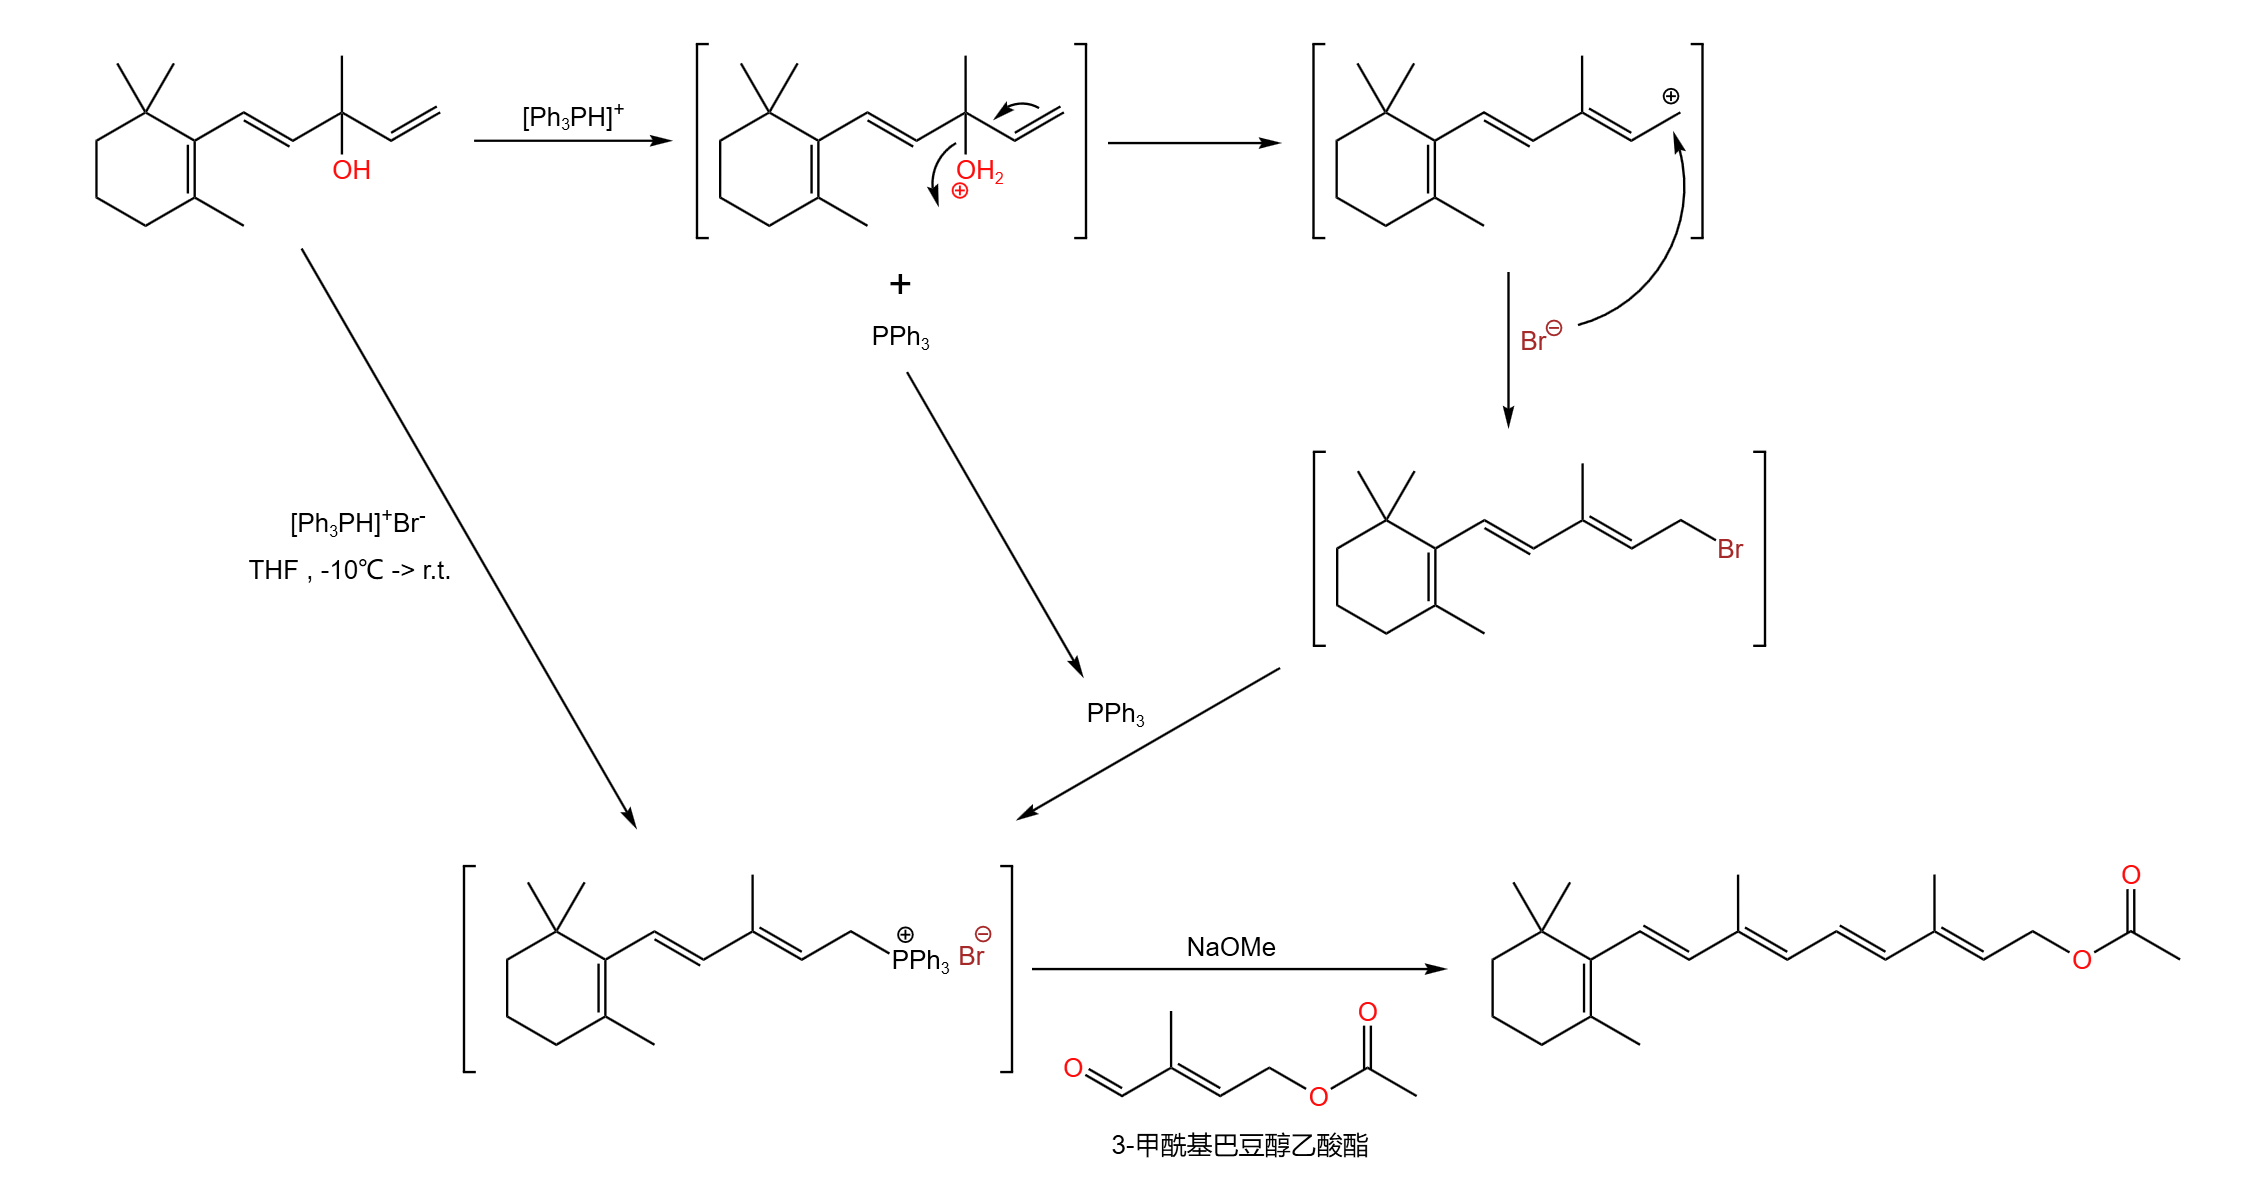 [Ph₃PH]⁺
OH
OH₂
⊕
⊕
+
PPh₃
Br⊖
Br
[Ph₃PH]⁺Br⁻
THF , -10℃ -> r.t.
PPh₃
⊕
PPh₃ Br⊖
NaOMe
O
O
O
O
O
3-甲酰基巴豆醇乙酸酯